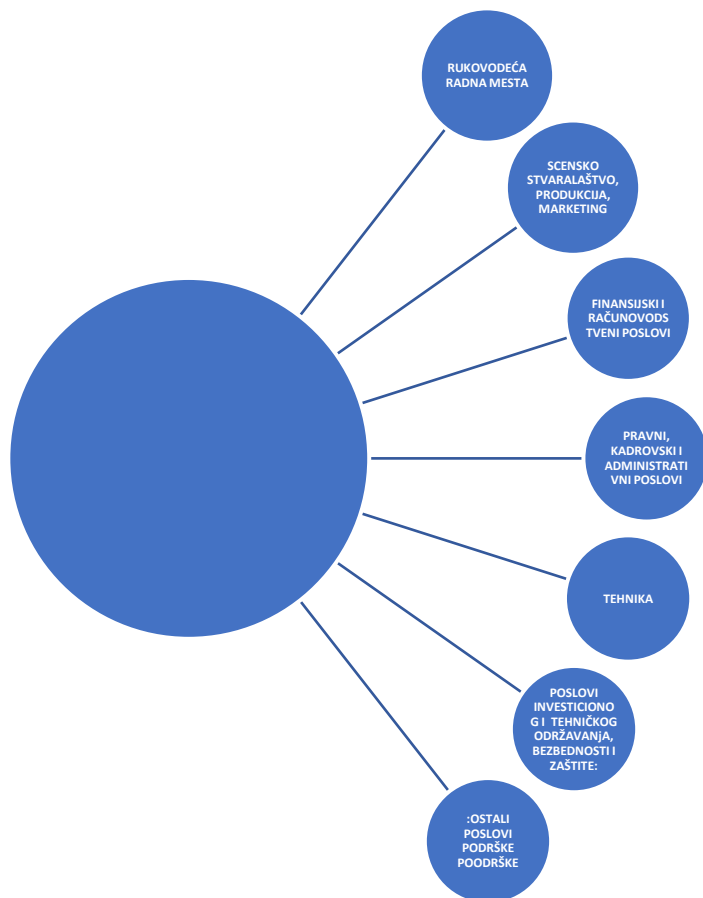 RUKOVODEĆA
RADNA MESTA
SCENSKO
STVARALAŠTVO,
PRODUKCIJA,
MARKETING
FINANSIJSKI I
RAČUNOVODS
TVENI POSLOVI
PRAVNI,
KADROVSKI I
ADMINISTRATI
VNI POSLOVI
TEHNIKA
POSLOVI
INVESTICIONO
G I TEHNIČKOG
ODRŽAVANjA,
BEZBEDNOSTI I
ZAŠTITE:
:OSTALI
POSLOVI
PODRŠKE
POODRŠKE